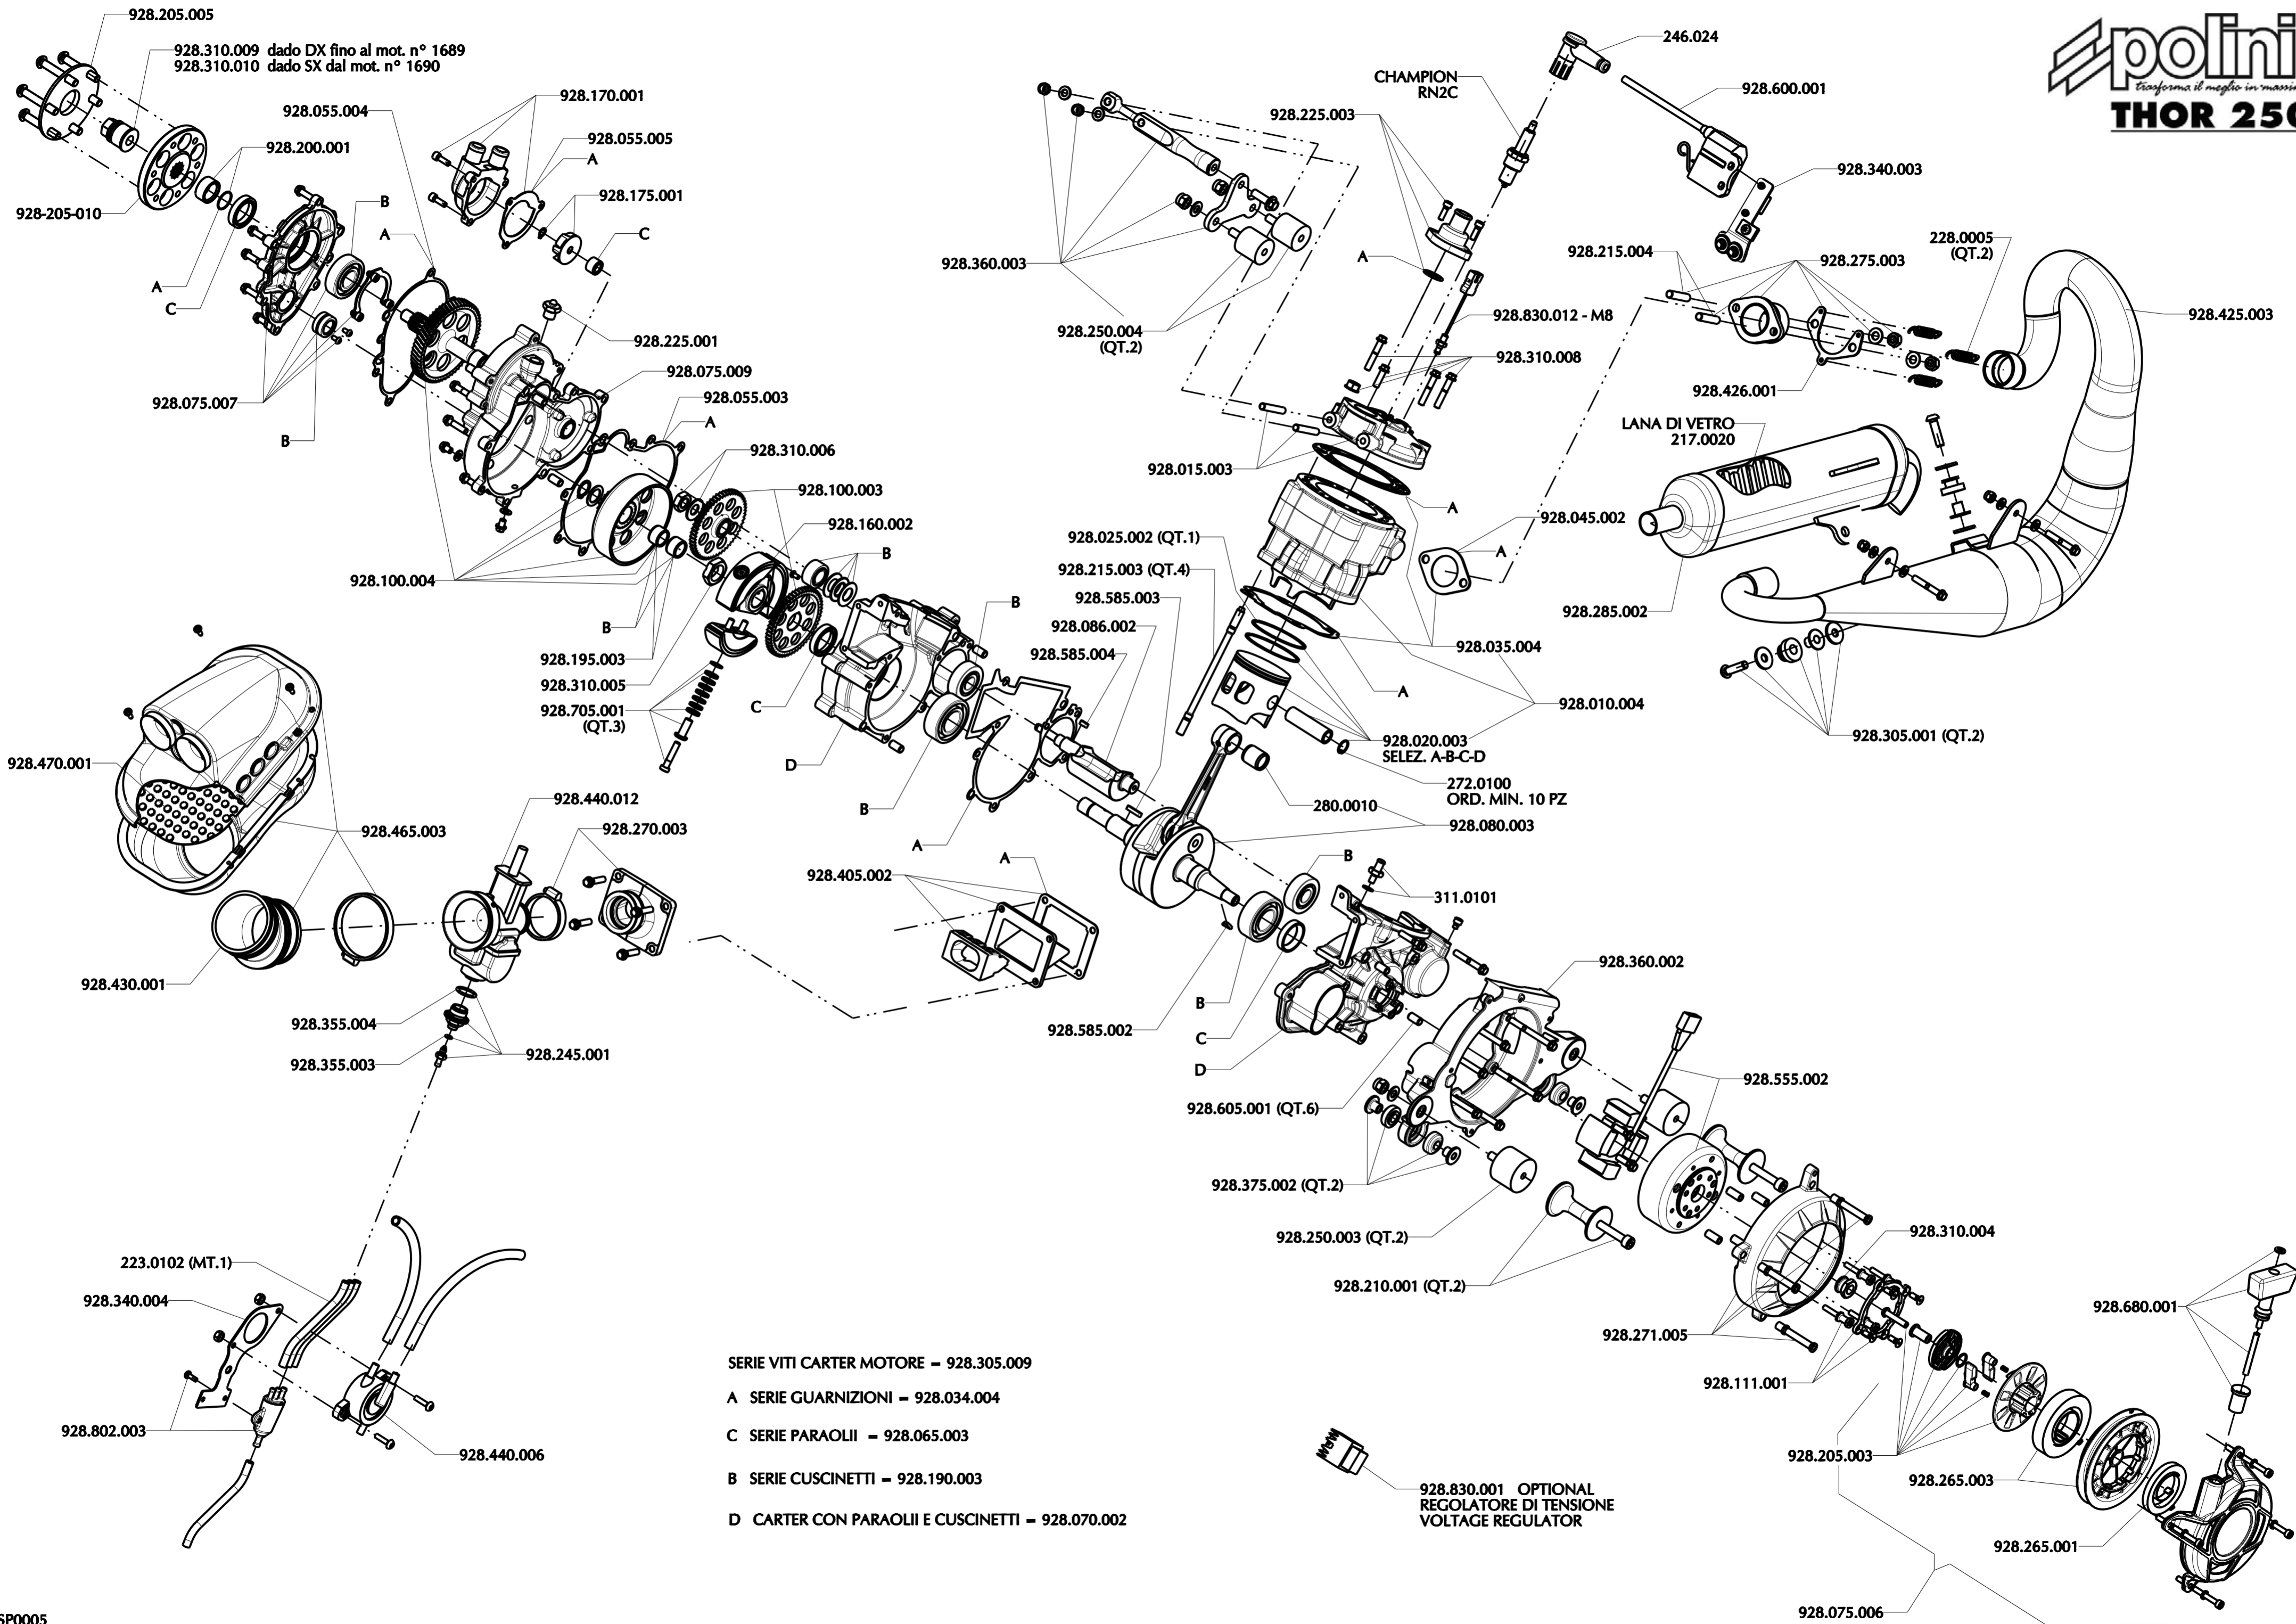 928.205.005
928.310.009 dado DX fino al mot. n° 1689
928.310.010 dado SX dal mot. n° 1690
928.055.004
928.170.001
928.055.005
A
928.200.001
928.175.001
928-205-010
B
A
C
A
C
928.225.001
928.075.009
928.055.003
A
928.075.007
B
928.310.006
928.100.003
928.160.002
B
928.100.004
B
B
928.195.003
928.310.005
928.705.001
(QT.3)
C
D
B
A
246.024
CHAMPION
RN2C
928.600.001
polini
trasforma il meglio in
THOR 250
928.225.003
928.340.003
928.360.003
A
928.215.004
928.275.003
228.0005
(QT.2)
928.250.004
(QT.2)
928.830.012 - M8
928.425.003
928.310.008
928.426.001
LANA DI VETRO
217.0020
928.015.003
A
928.045.002
A
928.025.002 (QT.1)
928.215.003 (QT.4)
928.585.003
928.086.002
928.585.004
928.285.002
928.035.004
A
928.010.004
928.020.003
SELEZ. A-B-C-D
928.305.001 (QT.2)
272.0100
ORD. MIN. 10 PZ
280.0010
928.080.003
928.470.001
928.440.012
928.270.003
928.465.003
928.430.001
928.355.004
928.355.003
928.245.001
928.405.002
A
B
311.0101
B
928.585.002
C
D
928.360.002
928.605.001 (QT.6)
928.555.002
928.375.002 (QT.2)
928.250.003 (QT.2)
928.210.001 (QT.2)
928.310.004
928.271.005
928.680.001
928.111.001
928.205.003
928.265.003
928.265.001
928.075.006
223.0102 (MT.1)
928.340.004
928.802.003
928.440.006
SERIE VITI CARTER MOTORE = 928.305.009
A SERIE GUARNIZIONI = 928.034.004
C SERIE PARAOLII = 928.065.003
B SERIE CUSCINETTI = 928.190.003
D CARTER CON PARAOLII E CUSCINETTI = 928.070.002
928.830.001 OPTIONAL
REGOLATORE DI TENSIONE
VOLTAGE REGULATOR
SP0005